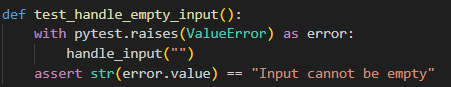 def test_handle_empty_input():
    with pytest.raises(ValueError) as error:
        handle_input("")
    assert str(error.value) == "Input cannot be empty"